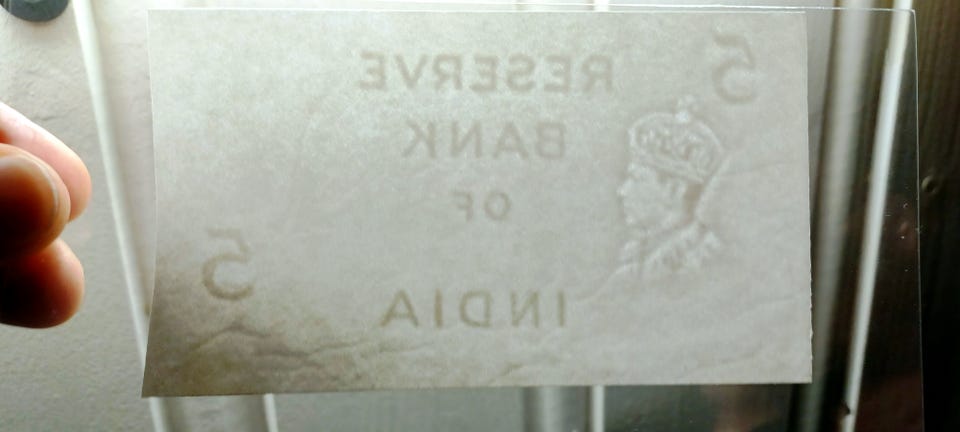 5
RESERVE
BANK
OF
INDIA
5